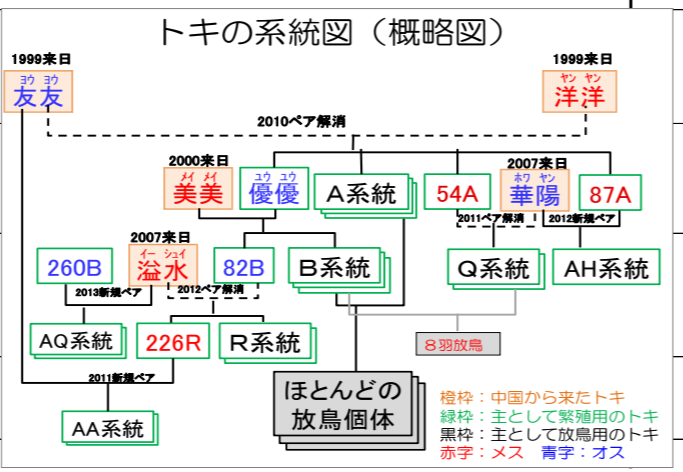 トキの系統図（概略図）
1999来日
1999来日
ヨウ ヨウ
友友
ヤン ヤン
洋洋
2010ペア解消
2000来日
メイ メイ
美美
ユウ ユウ
優優
A系統
54A
2007来日
ホワ ヤン
華陽
87A
2011ペア解消
2012新規ペア
260B
2007来日
イー シュイ
溢水
82B
B系統
Q系統
AH系統
2013新規ペア
2012ペア解消
AQ系統
226R
R系統
8羽放鳥
2011新規ペア
AA系統
ほとんどの
放鳥個体
橙枠：中国から来たトキ
緑枠：主として繁殖用のトキ
黒枠：主として放鳥用のトキ
赤字：メス 青字：オス